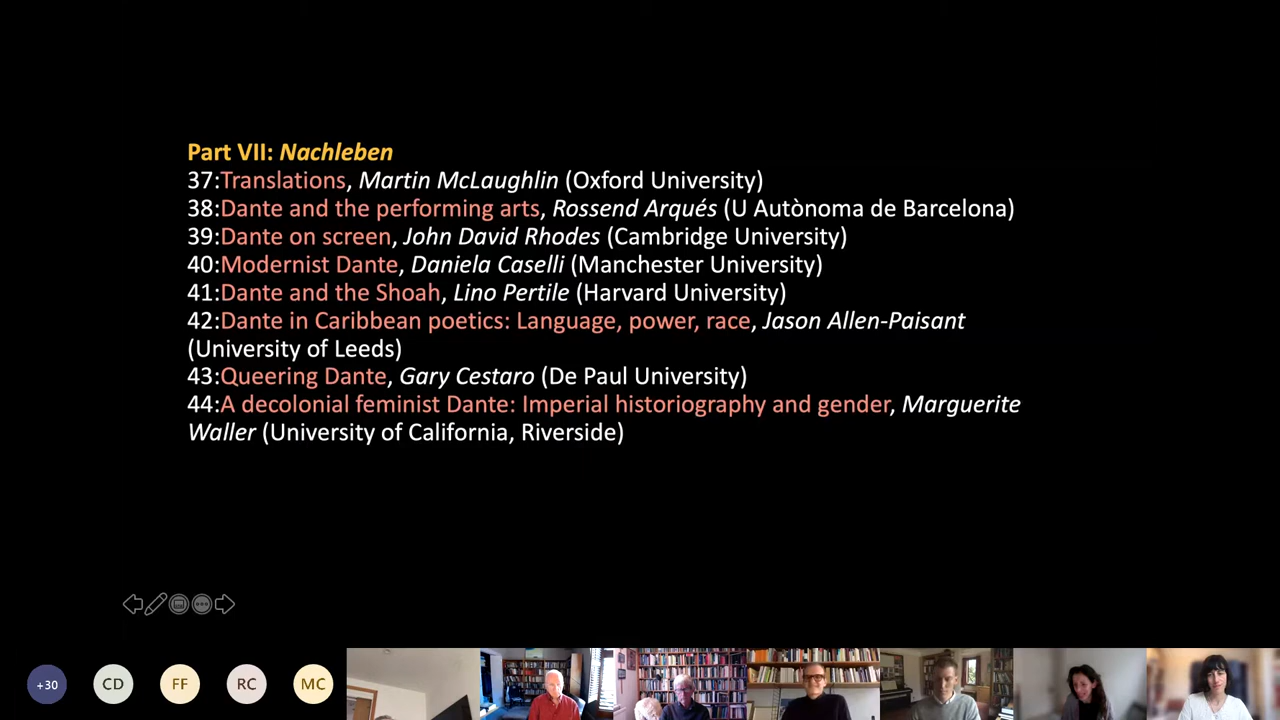 Part VII: Nachleben
37:Translations, Martin McLaughlin (Oxford University)
38:Dante and the performing arts, Rossend Arqués (U Autònoma de Barcelona)
39:Dante on screen, John David Rhodes (Cambridge University)
40:Modernist Dante, Daniela Caselli (Manchester University)
41:Dante and the Shoah, Lino Pertile (Harvard University)
42:Dante in Caribbean poetics: Language, power, race, Jason Allen-Paisant
(University of Leeds)
43:Queering Dante, Gary Cestaro (De Paul University)
44:A decolonial feminist Dante: Imperial historiography and gender, Marguerite
Waller (University of California, Riverside)
+30 CD FF RC MC